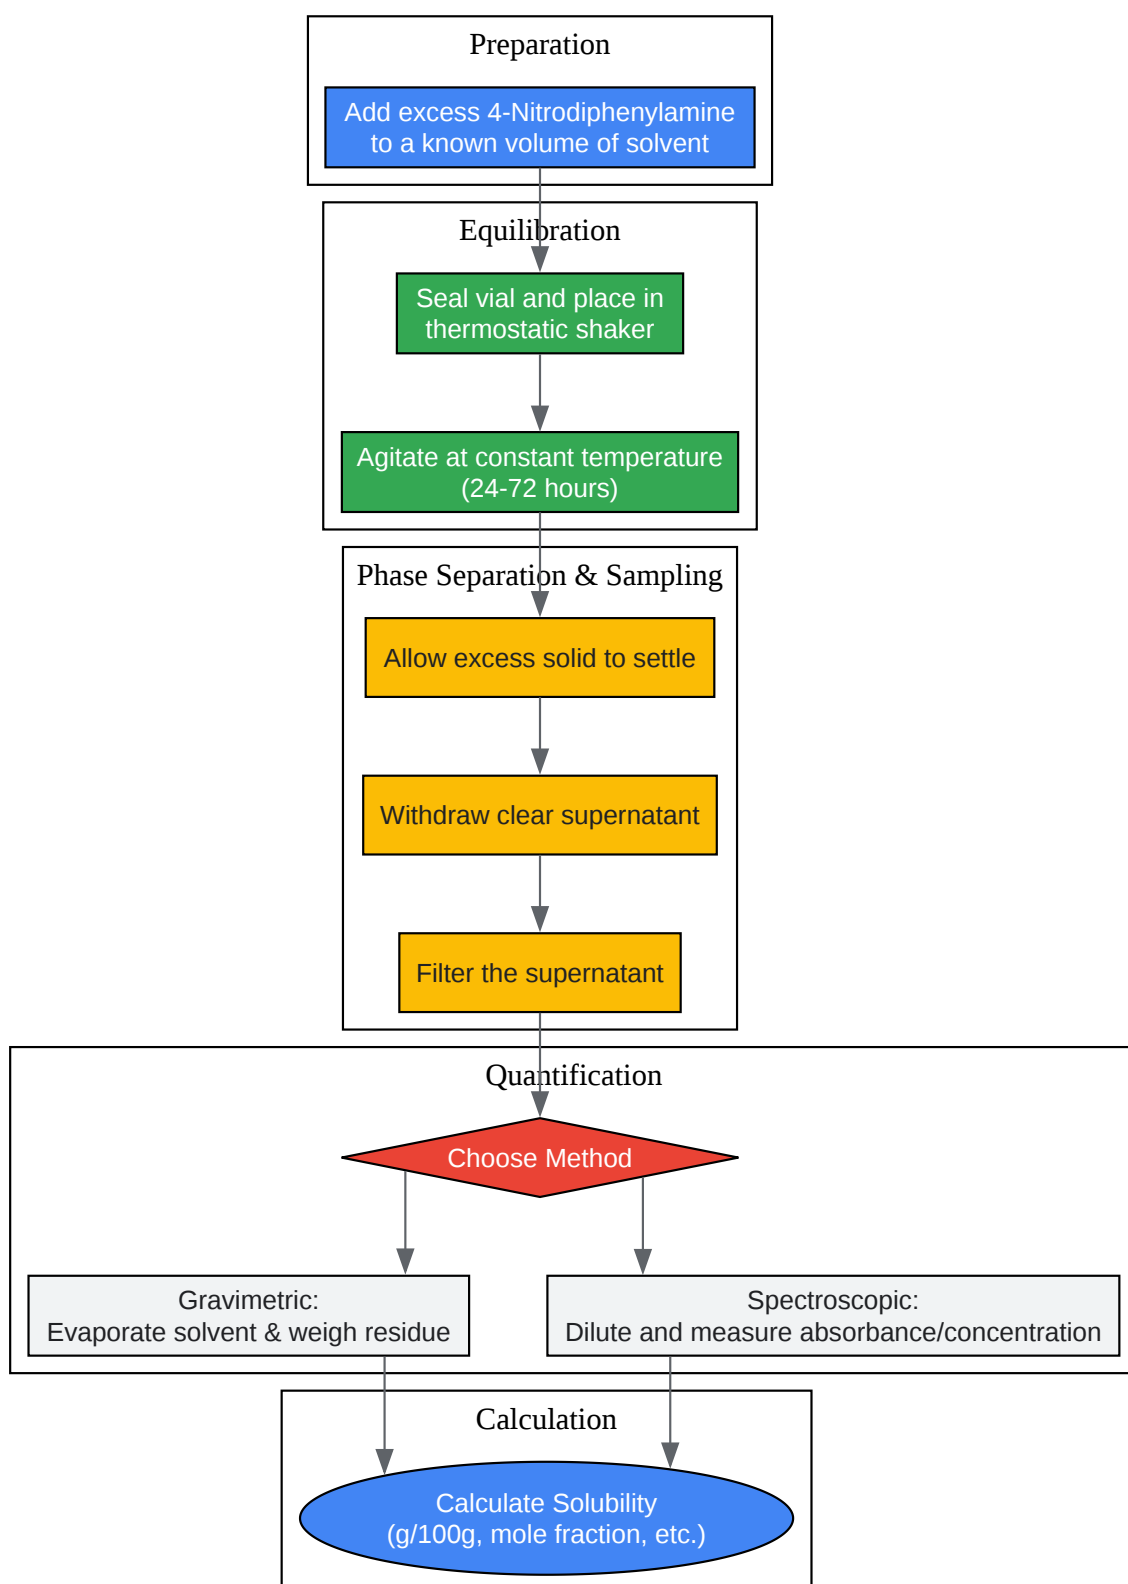 Preparation
Add excess 4-Nitrodiphenylamine
to a known volume of solvent
Equilibration
Seal vial and place in
thermostatic shaker
Agitate at constant temperature
(24-72 hours)
Phase Separation & Sampling
Allow excess solid to settle
Withdraw clear supernatant
Filter the supernatant
Quantification
Choose Method
Gravimetric:
Evaporate solvent & weigh residue
Spectroscopic:
Dilute and measure absorbance/concentration
Calculation
Calculate Solubility
(g/100g, mole fraction, etc.)